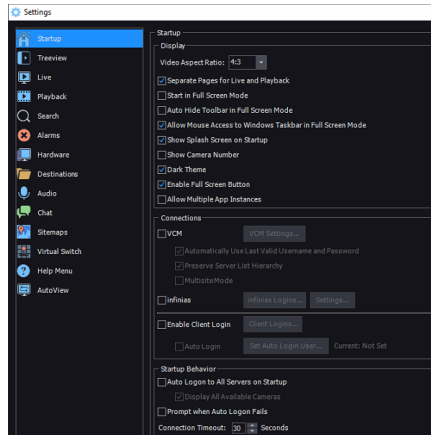 Settings
Startup
Treeview
Live
Playback
Search
Alarms
Hardware
Destinations
Audio
Chat
Sitemaps
Virtual Switch
Help Menu
AutoView
Startup
Display
Video Aspect Ratio: 4:3
Separate Pages for Live and Playback
Start in Full Screen Mode
Auto Hide Toolbar in Full Screen Mode
Allow Mouse Access to Windows Taskbar in Full Screen Mode
Show Splash Screen on Startup
Show Camera Number
Dark Theme
Enable Full Screen Button
Allow Multiple App Instances
Connections
VCM VCM Settings...
Automatically Use Last Valid Username and Password
Preserve Server List Hierarchy
Multisite Mode
infinias infinias Logins... Settings...
Enable Client Login Client Logins...
Auto Login Set Auto Login User... Current: Not Set
Startup Behavior
Auto Logon to All Servers on Startup
Display All Available Cameras
Prompt when Auto Logon Fails
Connection Timeout: 30 Seconds